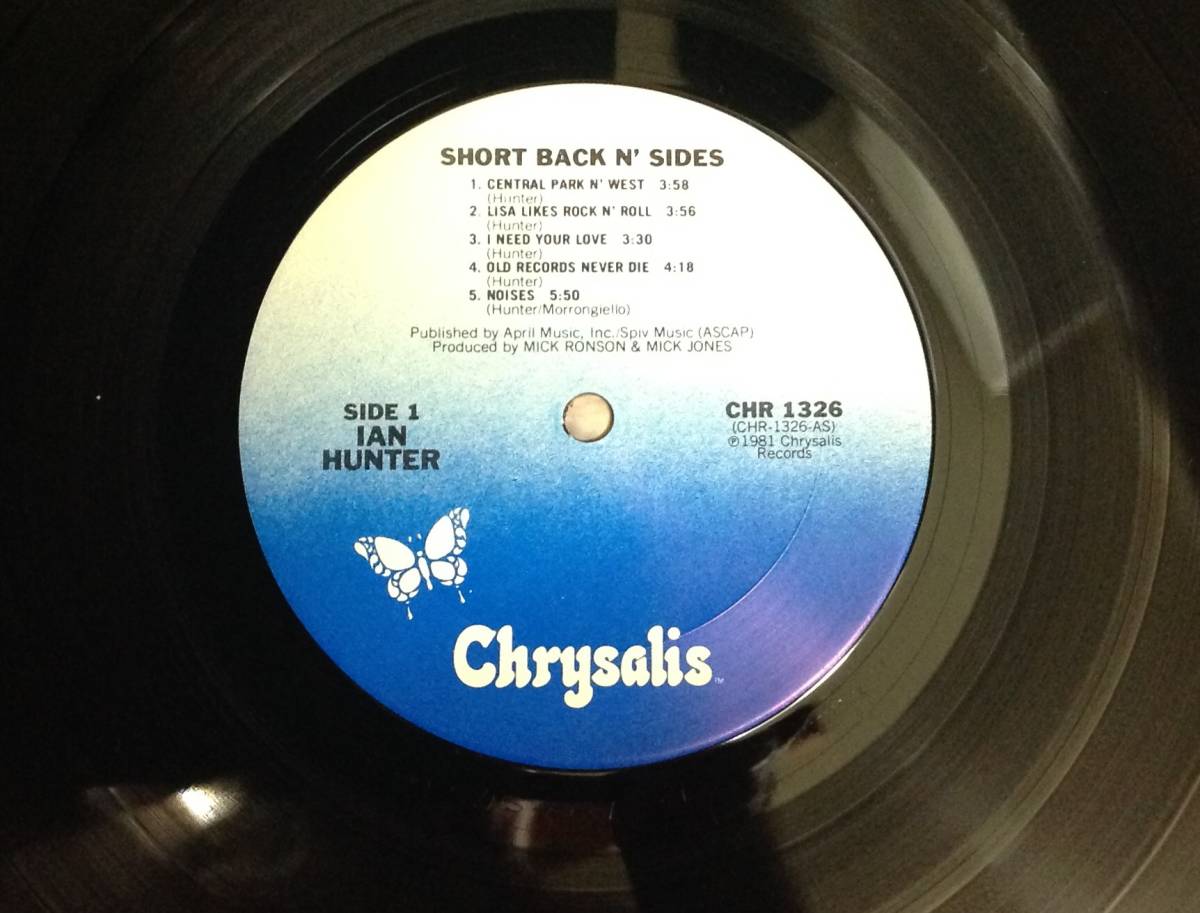 SHORT BACK N' SIDES
1. CENTRAL PARK N' WEST 3:58
(Hunter)
2. LISA LIKES ROCK N' ROLL 3:56
(Hunter)
3. I NEED YOUR LOVE 3:30
(Hunter)
4. OLD RECORDS NEVER DIE 4:18
(Hunter)
5. NOISES 5:50
(Hunter/Morrongiello)
Published by April Music, Inc./Spiv Music (ASCAP)
Produced by MICK RONSON & MICK JONES
SIDE 1
IAN
HUNTER
CHR 1326
(CHR-1326-AS)
℗1981 Chrysalis
Records
Chrysalis™